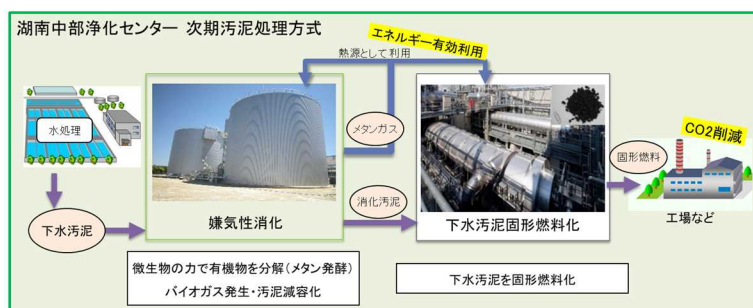 湖南中部浄化センター 次期汚泥処理方式
熱源として利用
エネルギー有効利用
水処理
メタンガス
CO2削減
固形燃料
下水汚泥
嫌気性消化
消化汚泥
下水汚泥固形燃料化
工場など
微生物の力で有機物を分解(メタン発酵)
バイオガス発生・汚泥減容化
下水汚泥を固形燃料化